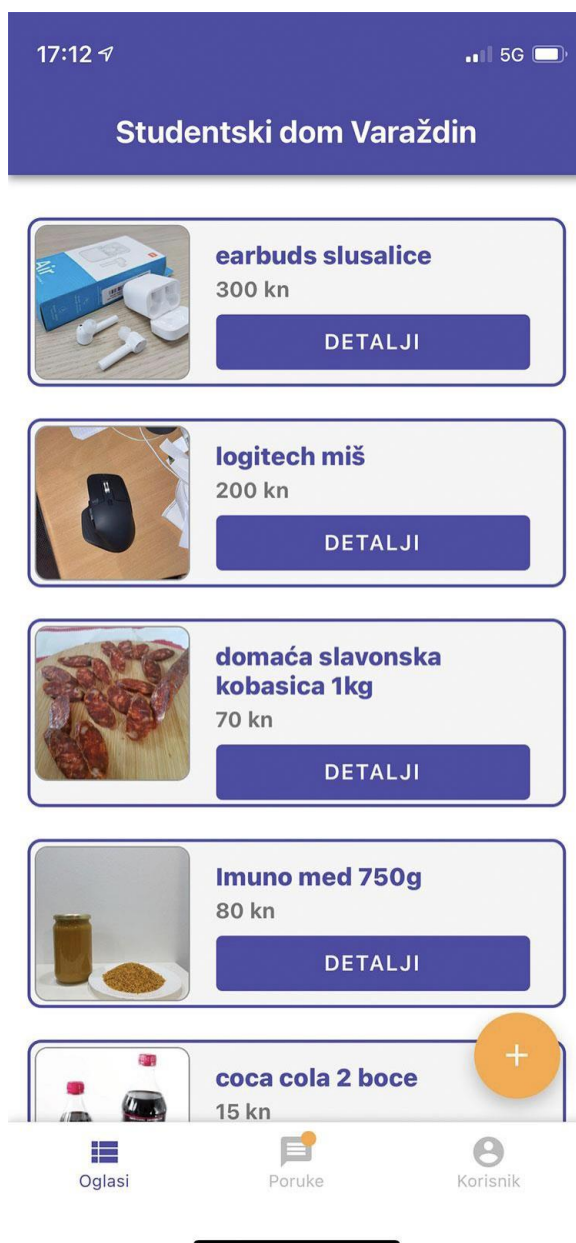 17:12
5G
Studentski dom Varaždin
Air
earbuds slusalice
300 kn
DETALJI
logitech miš
200 kn
DETALJI
domaća slavonska
kobasica 1kg
70 kn
DETALJI
Imuno med 750g
80 kn
DETALJI
coca cola 2 boce
15 kn
Oglasi
Poruke
Korisnik